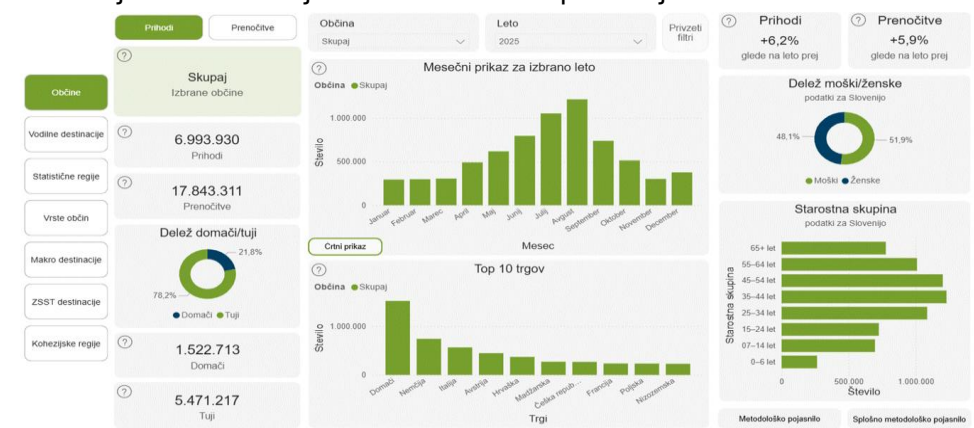 Občine
Vodilne destinacije
Statistične regije
Vrste občin
Makro destinacije
ZSST destinacije
Kohezijske regije
Prihodi
Prenočitve
?
Skupaj
Izbrane občine
?
6.993.930
Prihodi
?
17.843.311
Prenočitve
Delež domači/tuji
21,8%
78,2%
Domači
Tuji
?
1.522.713
Domači
?
5.471.217
Tuji
Občina
Skupaj
Leto
2025
Privzeti
filtri
?
Mesečni prikaz za izbrano leto
Občina
Skupaj
Število
1.000.000
500.000
0
Januar
Februar
Marec
April
Maj
Junij
Julij
Avgust
September
Oktober
November
December
Mesec
Črtni prikaz
?
Top 10 trgov
Občina
Skupaj
Število
1.000.000
0
Domači
Nemčija
Italija
Avstrija
Hrvaška
Madžarska
Češka repub...
Francija
Poljska
Nizozemska
Trgi
?
Prihodi
+6,2%
glede na leto prej
?
Prenočitve
+5,9%
glede na leto prej
Delež moški/ženske
podatki za Slovenijo
48,1%
51,9%
Moški
Ženske
Starostna skupina
podatki za Slovenijo
Starostna skupina
65+ let
55–64 let
45–54 let
35–44 let
25–34 let
15–24 let
07–14 let
0–6 let
0
500.000
1.000.000
Število
Metodološko pojasnilo
Splošno metodološko pojasnilo